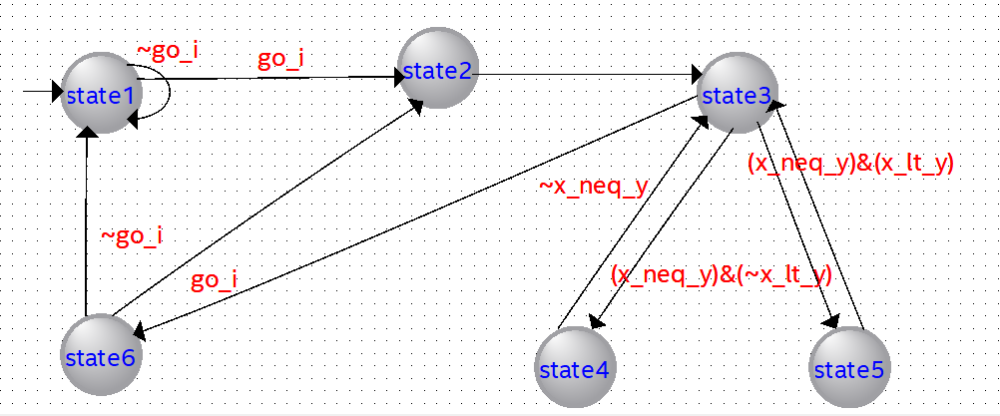 ~go_i
go_i
state1
state2
state3
(x_neq_y)&(x_lt_y)
~x_neq_y
~go_i
go_i
(x_neq_y)&(~x_lt_y)
state6
state4
state5